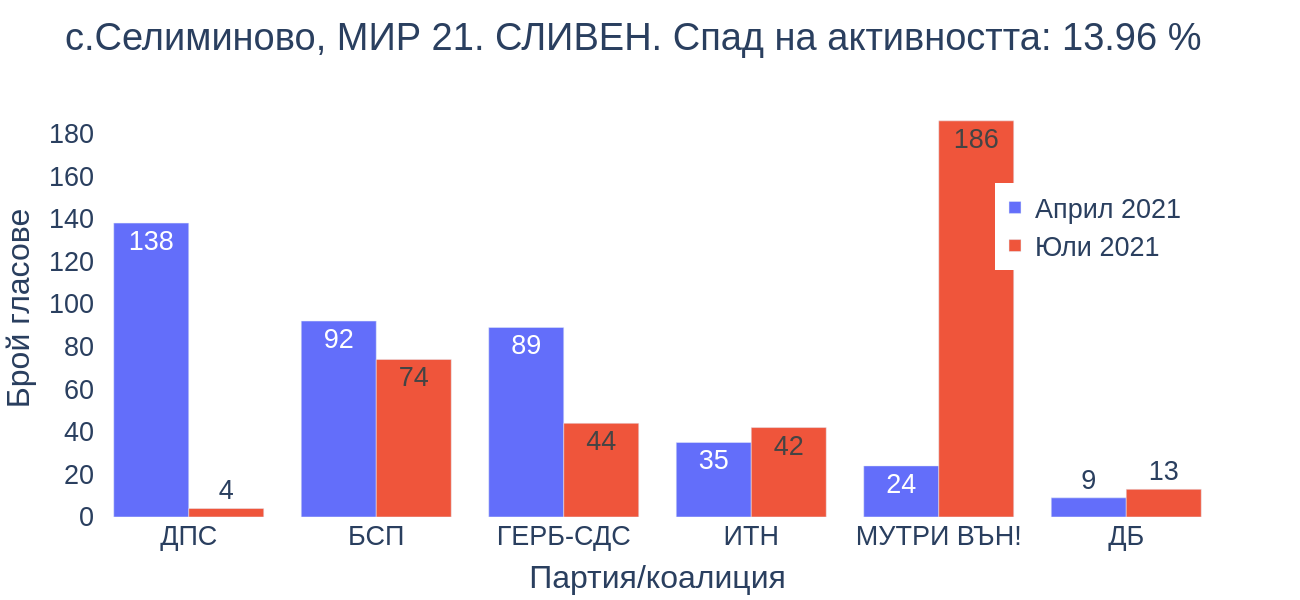 с.Селиминово, МИР 21. СЛИВЕН. Спад на активността: 13.96 %
Брой гласове
180
160
140
120
100
80
60
40
20
0
138
4
92
74
89
44
35
42
24
186
9
13
Април 2021
Юли 2021
ДПС
БСП
ГЕРБ-СДС
ИТН
МУТРИ ВЪН!
ДБ
Партия/коалиция